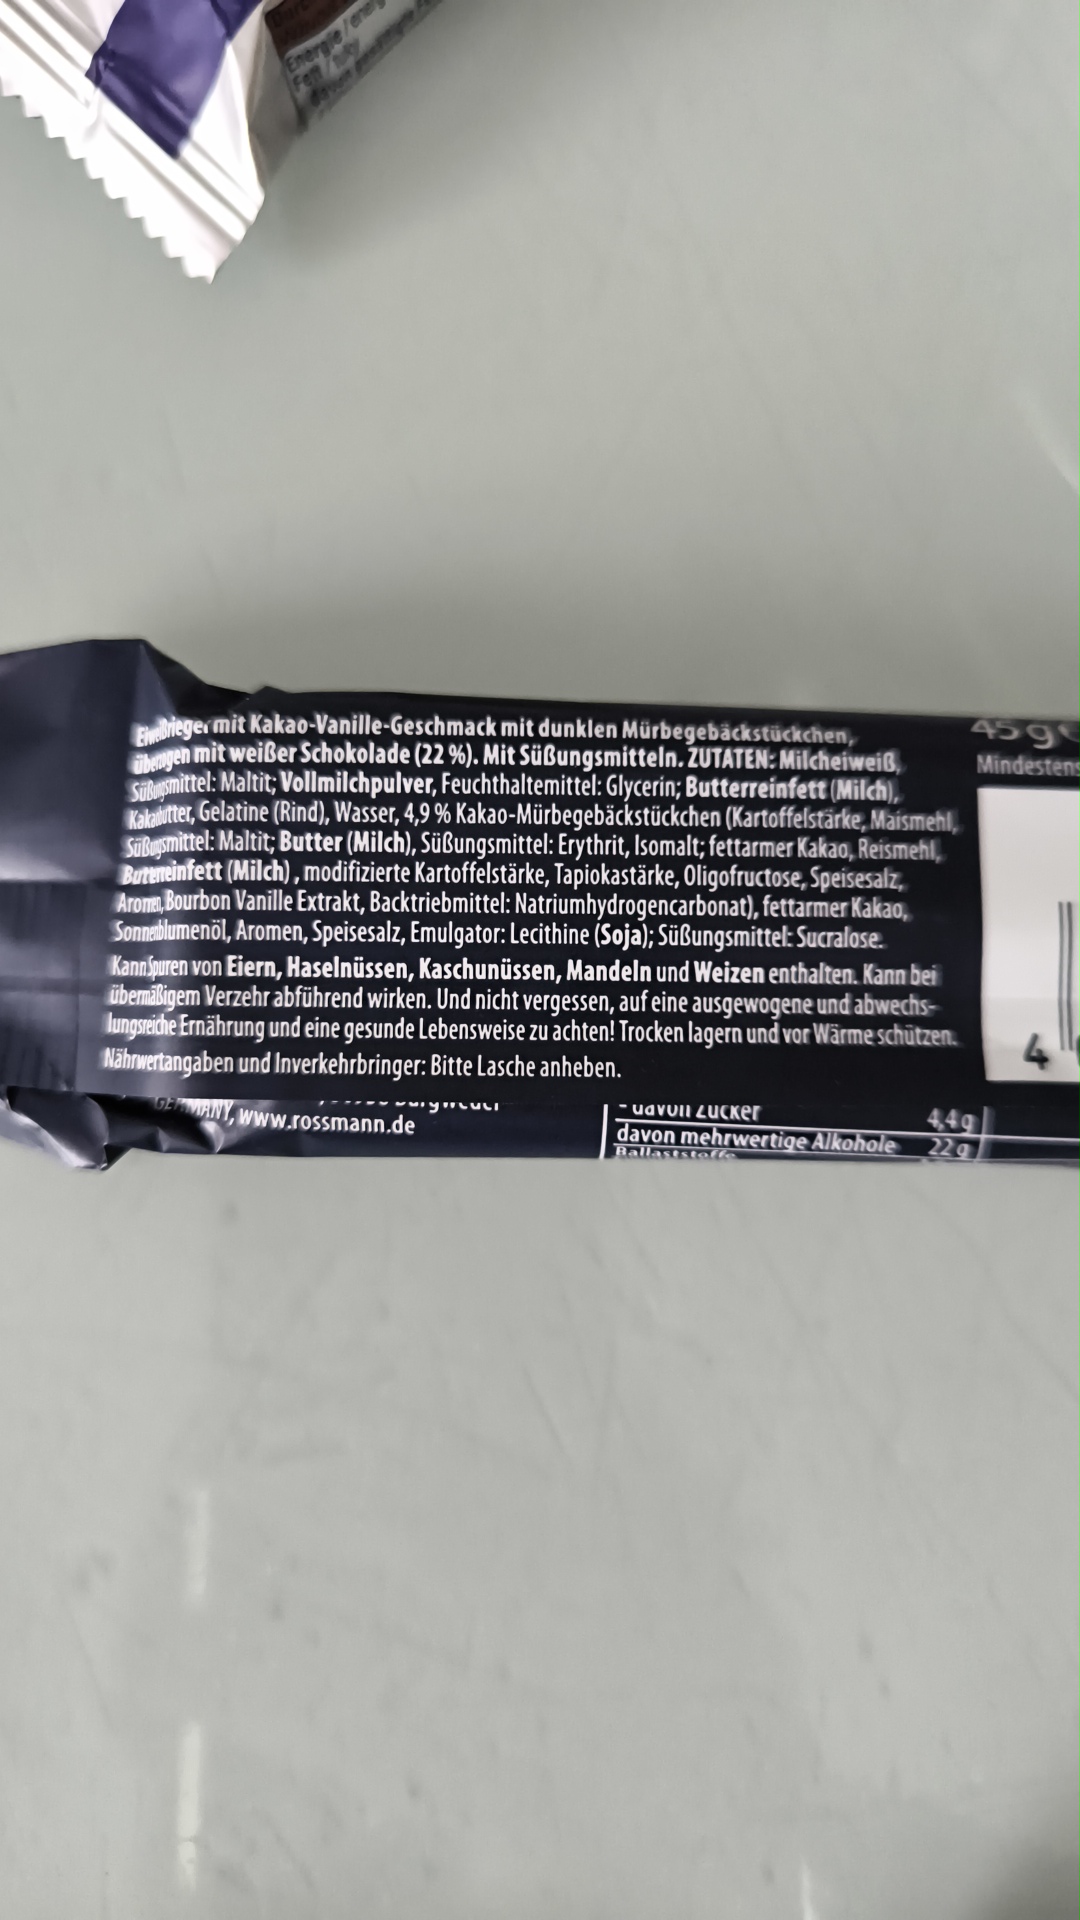 Energie / energ
Fett / fat
Eiweißriegel mit Kakao-Vanille-Geschmack mit dunklen Mürbegebäckstückchen,
überzogen mit weißer Schokolade (22 %). Mit Süßungsmitteln. ZUTATEN: Milcheiweiß,
Süßungsmittel: Maltit; Vollmilchpulver, Feuchthaltemittel: Glycerin; Butterreinfett (Milch),
Kakaobutter, Gelatine (Rind), Wasser, 4,9 % Kakao-Mürbegebäckstückchen (Kartoffelstärke, Maismehl,
Süßungsmittel: Maltit; Butter (Milch), Süßungsmittel: Erythrit, Isomalt; fettarmer Kakao, Reismehl,
Butterreinfett (Milch), modifizierte Kartoffelstärke, Tapiokastärke, Oligofructose, Speisesalz,
Aromen, Bourbon Vanille Extrakt, Backtriebmittel: Natriumhydrogencarbonat), fettarmer Kakao,
Sonnenblumenöl, Aromen, Speisesalz, Emulgator: Lecithine (Soja); Süßungsmittel: Sucralose.
Kann Spuren von Eiern, Haselnüssen, Kaschunüssen, Mandeln und Weizen enthalten. Kann bei
übermäßigem Verzehr abführend wirken. Und nicht vergessen, auf eine ausgewogene und abwechs-
lungsreiche Ernährung und eine gesunde Lebensweise zu achten! Trocken lagern und vor Wärme schützen.
Nährwertangaben und Inverkehrbringer: Bitte Lasche anheben.
45 g
Mindestens
4
GERMANY, www.rossmann.de
- davon Zucker 4,4 g
davon mehrwertige Alkohole 22 g
Ballaststoffe